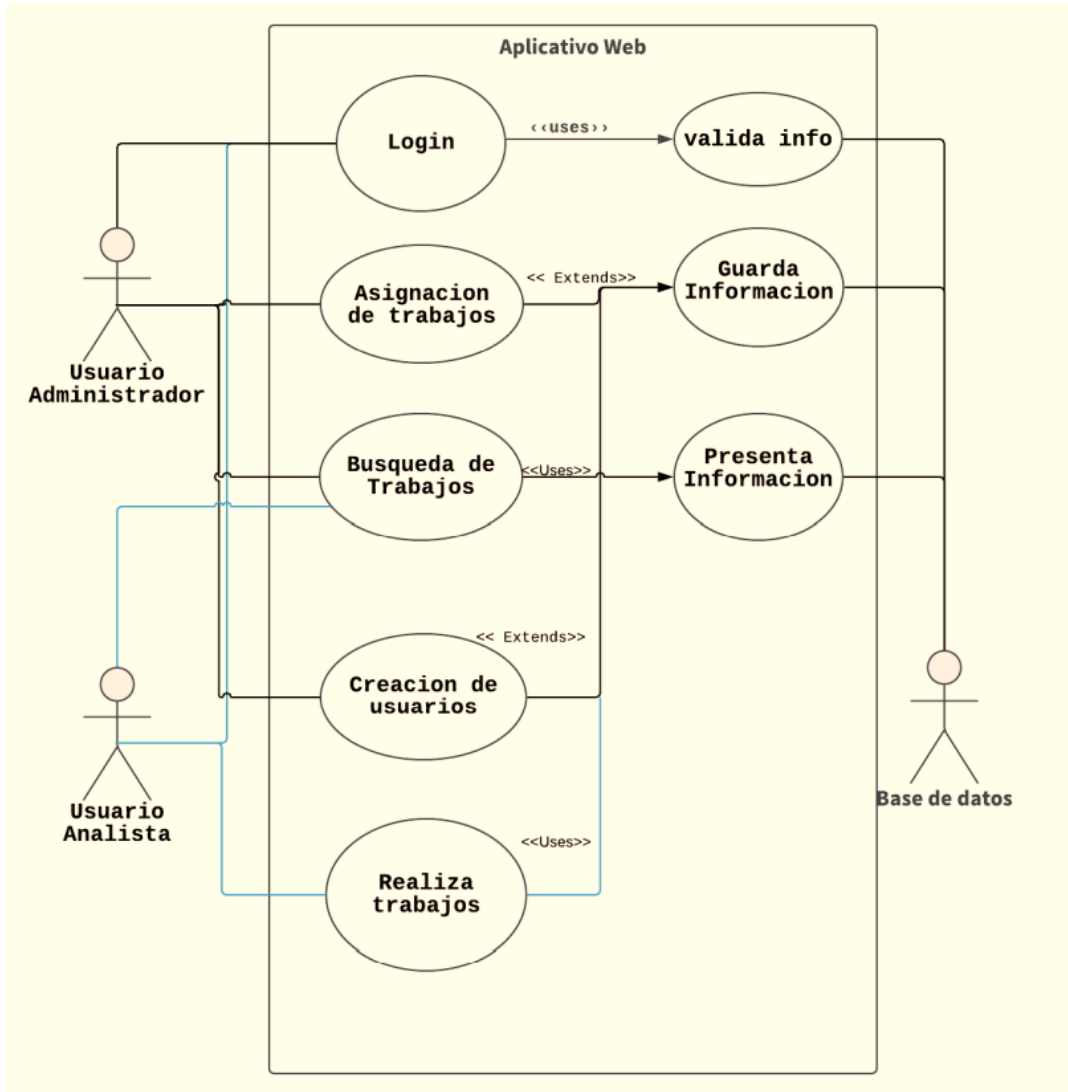 Aplicativo Web
Login
‹‹uses››
valida info
Asignacion
de trabajos
<< Extends>>
Guarda
Informacion
Usuario
Administrador
Busqueda de
Trabajos
<<Uses>>
Presenta
Informacion
<< Extends>>
Creacion de
usuarios
Usuario
Analista
Base de datos
<<Uses>>
Realiza
trabajos